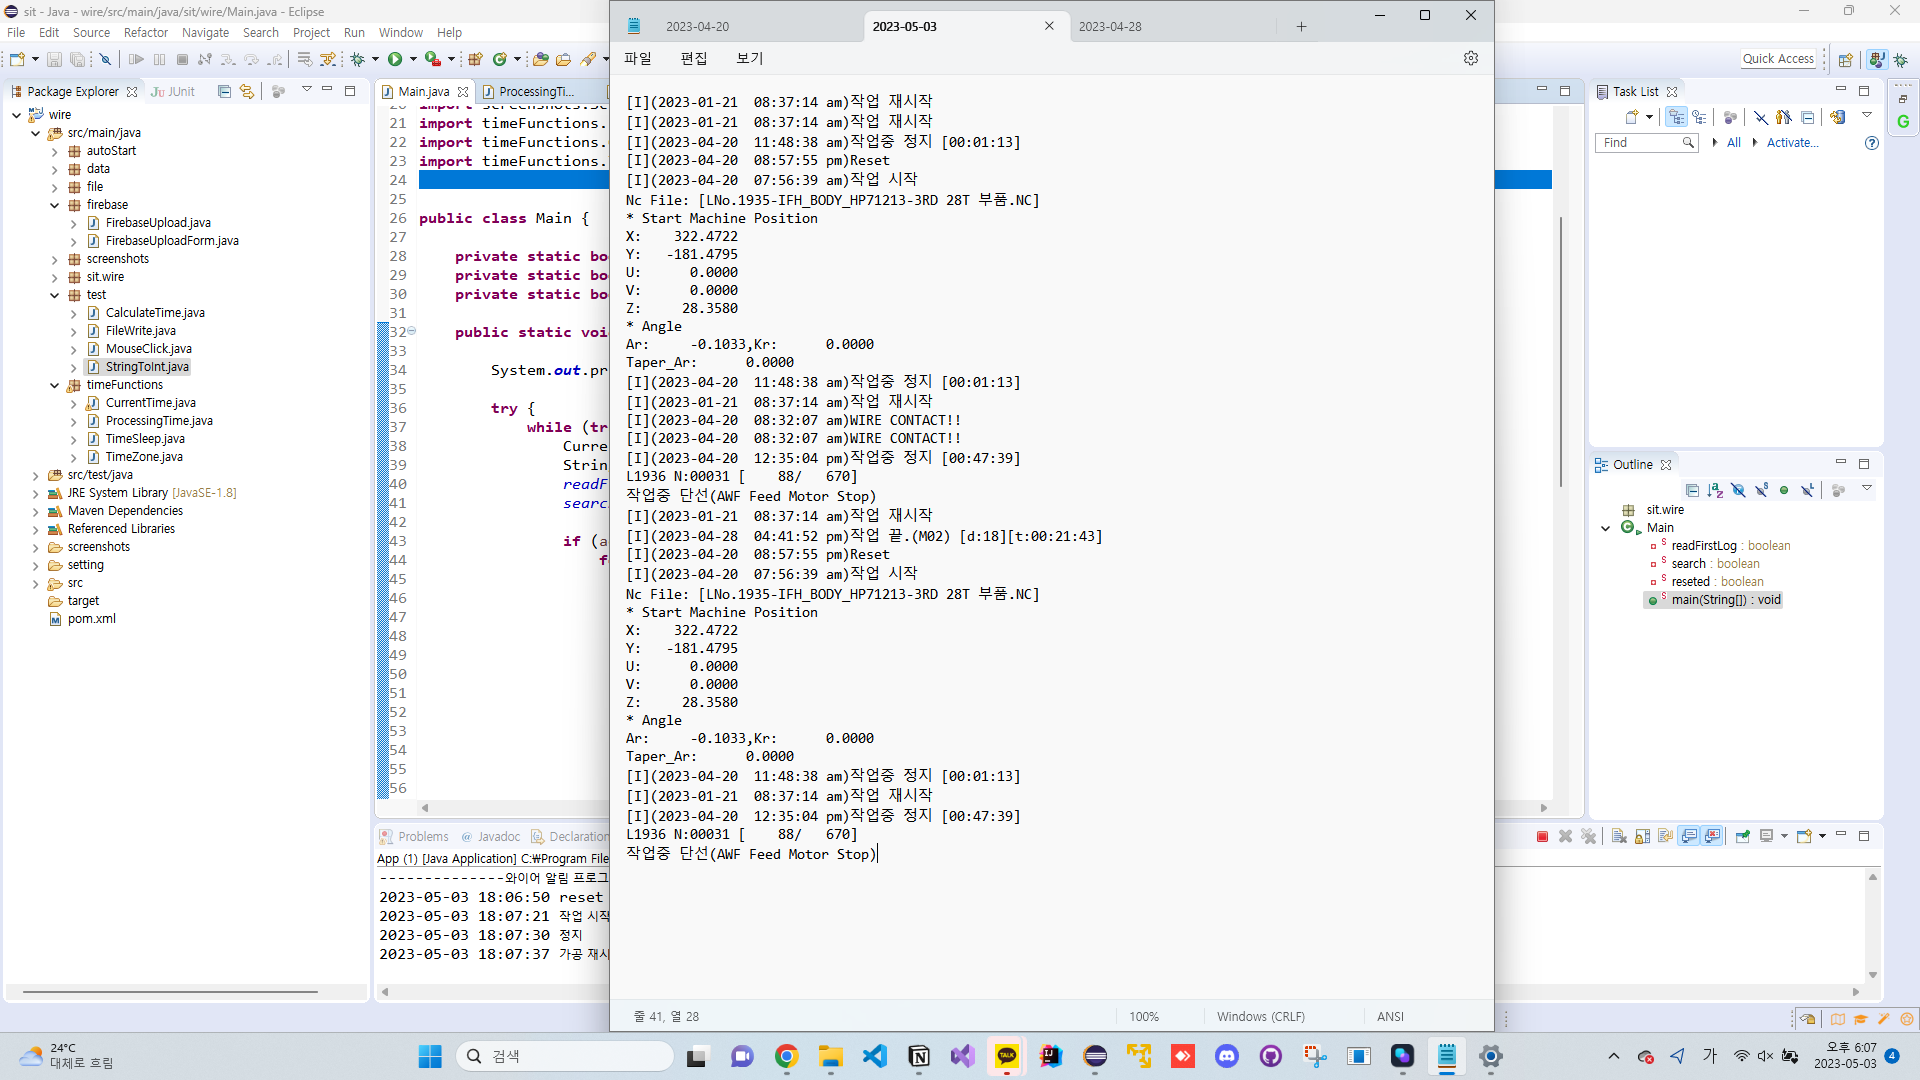 sit - Java - wire/src/main/java/sit/wire/Main.java - Eclipse
File Edit Source Refactor Navigate Search Project Run Window Help
Quick Access
Package Explorer
JUnit
wire
src/main/java
autoStart
data
file
firebase
FirebaseUpload.java
FirebaseUploadForm.java
screenshots
sit.wire
test
CalculateTime.java
FileWrite.java
MouseClick.java
StringToInt.java
timeFunctions
CurrentTime.java
ProcessingTime.java
TimeSleep.java
TimeZone.java
src/test/java
JRE System Library [JavaSE-1.8]
Maven Dependencies
Referenced Libraries
screenshots
setting
src
target
pom.xml
Main.java
ProcessingTi...
21 import timeFunctions.
22 import timeFunctions.
23 import timeFunctions.
24
25
26 public class Main {
27
28 private static bo
29 private static bo
30 private static bo
31
32 public static voi
33
34 System.out.pr
35
36 try {
37 while (tr
38 Curre
39 Strin
40 readF
41 searc
42
43 if (a
44 f
45
46
47
48
49
50
51
52
53
54
55
56
Problems @ Javadoc Declaration
App (1) [Java Application] C:₩Program File
--------------와이어 알림 프로그
2023-05-03 18:06:50 reset
2023-05-03 18:07:21 작업 시작
2023-05-03 18:07:30 정지
2023-05-03 18:07:37 가공 재시
2023-04-20
2023-05-03
2023-04-28
파일 편집 보기
[I](2023-01-21 08:37:14 am)작업 재시작
[I](2023-01-21 08:37:14 am)작업 재시작
[I](2023-04-20 11:48:38 am)작업중 정지 [00:01:13]
[I](2023-04-20 08:57:55 pm)Reset
[I](2023-04-20 07:56:39 am)작업 시작
Nc File: [LNo.1935-IFH_BODY_HP71213-3RD 28T 부품.NC]
* Start Machine Position
X: 322.4722
Y: -181.4795
U: 0.0000
V: 0.0000
Z: 28.3580
* Angle
Ar: -0.1033,Kr: 0.0000
Taper_Ar: 0.0000
[I](2023-04-20 11:48:38 am)작업중 정지 [00:01:13]
[I](2023-01-21 08:37:14 am)작업 재시작
[I](2023-04-20 08:32:07 am)WIRE CONTACT!!
[I](2023-04-20 08:32:07 am)WIRE CONTACT!!
[I](2023-04-20 12:35:04 pm)작업중 정지 [00:47:39]
L1936 N:00031 [ 88/ 670]
작업중 단선(AWF Feed Motor Stop)
[I](2023-01-21 08:37:14 am)작업 재시작
[I](2023-04-28 04:41:52 pm)작업 끝.(M02) [d:18][t:00:21:43]
[I](2023-04-20 08:57:55 pm)Reset
[I](2023-04-20 07:56:39 am)작업 시작
Nc File: [LNo.1935-IFH_BODY_HP71213-3RD 28T 부품.NC]
* Start Machine Position
X: 322.4722
Y: -181.4795
U: 0.0000
V: 0.0000
Z: 28.3580
* Angle
Ar: -0.1033,Kr: 0.0000
Taper_Ar: 0.0000
[I](2023-04-20 11:48:38 am)작업중 정지 [00:01:13]
[I](2023-01-21 08:37:14 am)작업 재시작
[I](2023-04-20 12:35:04 pm)작업중 정지 [00:47:39]
L1936 N:00031 [ 88/ 670]
작업중 단선(AWF Feed Motor Stop)
줄 41, 열 28
100%
Windows (CRLF)
ANSI
Task List
Find
All
Activate...
Outline
sit.wire
Main
readFirstLog : boolean
search : boolean
reseted : boolean
main(String[]) : void
24°C
대체로 흐림
검색
TALK
가
오후 6:07
2023-05-03
4